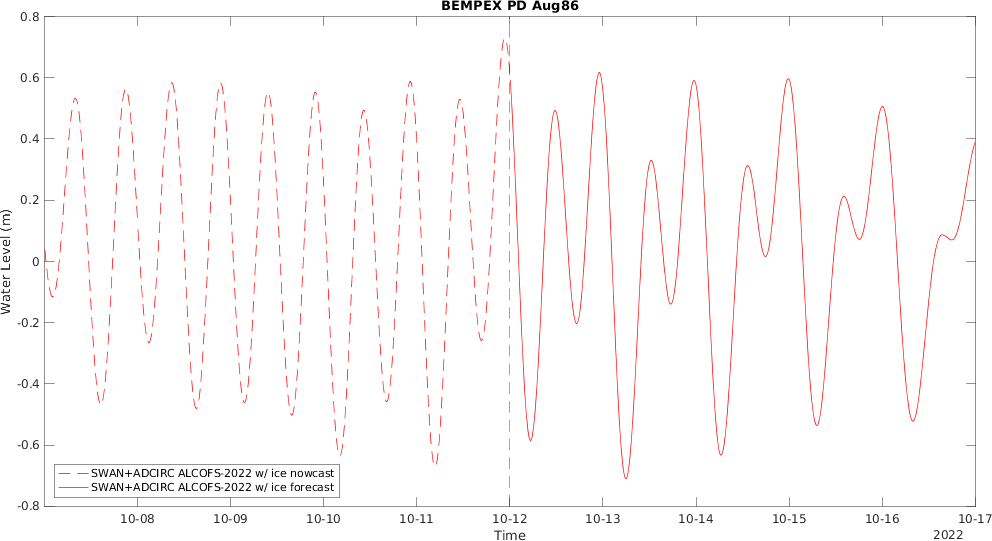 BEMPEX PD Aug86
0.8
0.6
0.4
0.2
0
-0.2
-0.4
-0.6
-0.8
Water Level (m)
SWAN+ADCIRC ALCOFS-2022 w/ ice nowcast
SWAN+ADCIRC ALCOFS-2022 w/ ice forecast
10-08 10-09 10-10 10-11 10-12 10-13 10-14 10-15 10-16 10-17
Time
2022